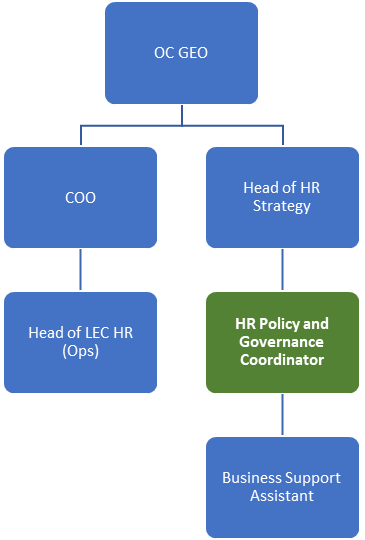 OC GEO
COO
Head of HR
Strategy
Head of LEC HR
(Ops)
HR Policy and
Governance
Coordinator
Business Support
Assistant